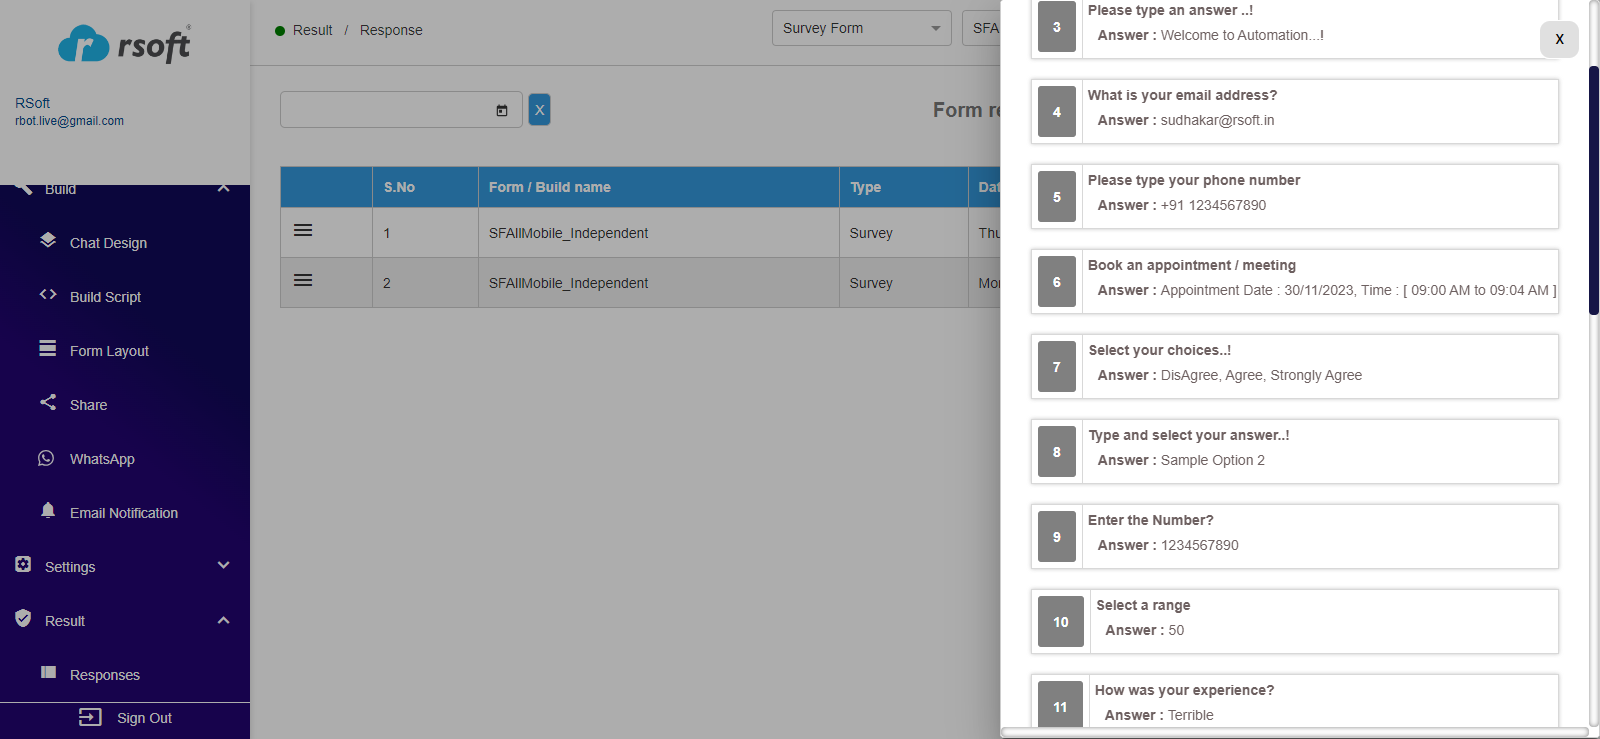 rsoft®
RSoft
rbot.live@gmail.com
Build
Chat Design
Build Script
Form Layout
Share
WhatsApp
Email Notification
Settings
Result
Responses
Sign Out
Result / Response
Survey Form
SFA
X
Form re
S.No Form / Build name Type Dat
1 SFAllMobile_Independent Survey Thu
2 SFAllMobile_Independent Survey Mon
X
3 Please type an answer ..!
Answer : Welcome to Automation...!
4 What is your email address?
Answer : sudhakar@rsoft.in
5 Please type your phone number
Answer : +91 1234567890
6 Book an appointment / meeting
Answer : Appointment Date : 30/11/2023, Time : [ 09:00 AM to 09:04 AM ]
7 Select your choices..!
Answer : DisAgree, Agree, Strongly Agree
8 Type and select your answer..!
Answer : Sample Option 2
9 Enter the Number?
Answer : 1234567890
10 Select a range
Answer : 50
11 How was your experience?
Answer : Terrible